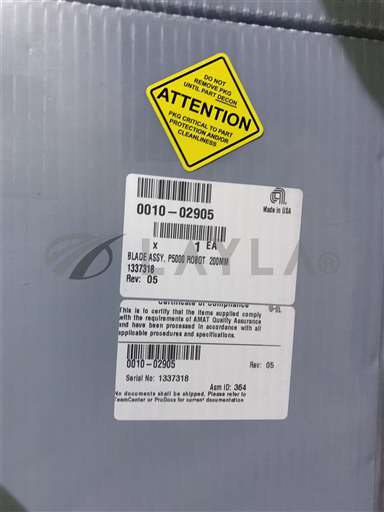 DO NOT
REMOVE PKG
UNTIL PART DECON
ATTENTION
PKG CRITICAL TO PART
PROTECTION AND/OR
CLEANLINESS
0010-02905
Made in USA
x 1 EA
BLADE ASSY, P5000 ROBOT 200MM
1337318
Rev: 05
LAYLA
Certificate of Compliance
This is to certify that the items supplied comply
with the requirements of AMAT Quality Assurance
and have been processed in accordance with all
applicable procedures and specifications.
0010-02905
Rev: 05
Serial No: 1337318
Asm ID: 364
No documents shall be shipped. Please refer to
TeamCenter or ProDocs for current documentation